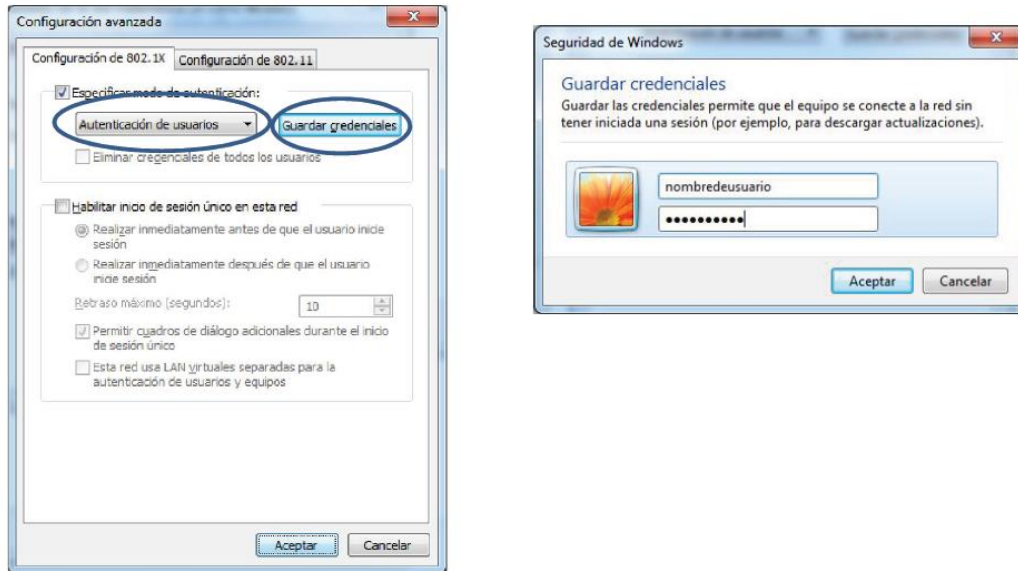 Configuración avanzada
Configuración de 802.1X
Configuración de 802.11
Especificar modo de autenticación:
Autenticación de usuarios
Guardar credenciales
Eliminar credenciales de todos los usuarios
Habilitar inicio de sesión único en esta red
Realizar inmediatamente antes de que el usuario inicie
sesión
Realizar inmediatamente después de que el usuario
inicie sesión
Retraso máximo (segundos):
10
Permitir cuadros de diálogo adicionales durante el inicio
de sesión único
Esta red usa LAN virtuales separadas para la
autenticación de usuarios y equipos
Aceptar
Cancelar
Seguridad de Windows
Guardar credenciales
Guardar las credenciales permite que el equipo se conecte a la red sin
tener iniciada una sesión (por ejemplo, para descargar actualizaciones).
nombredeusuario
••••••••••
Aceptar
Cancelar